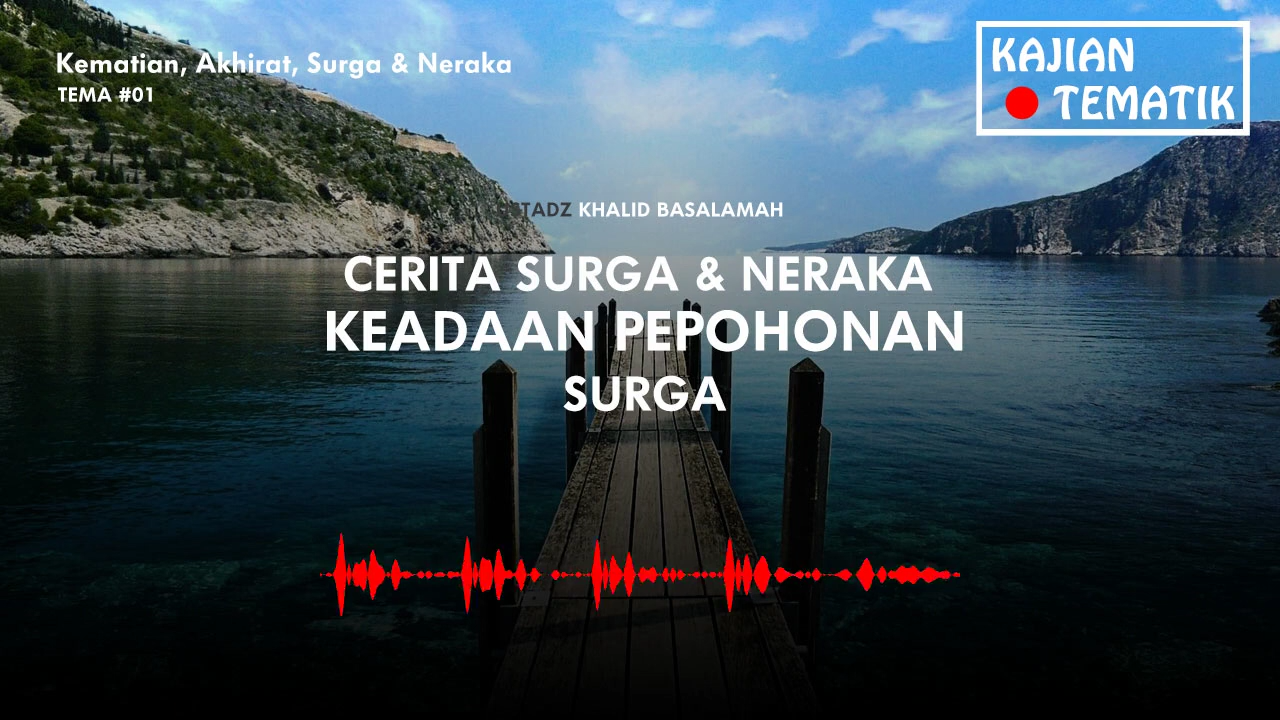 Kematian, Akhirat, Surga & Neraka
TEMA #01
KAJIAN
TEMATIK
KHALID BASALAMAH
CERITA SURGA & NERAKA
KEADAAN PEPOHONAN
SURGA